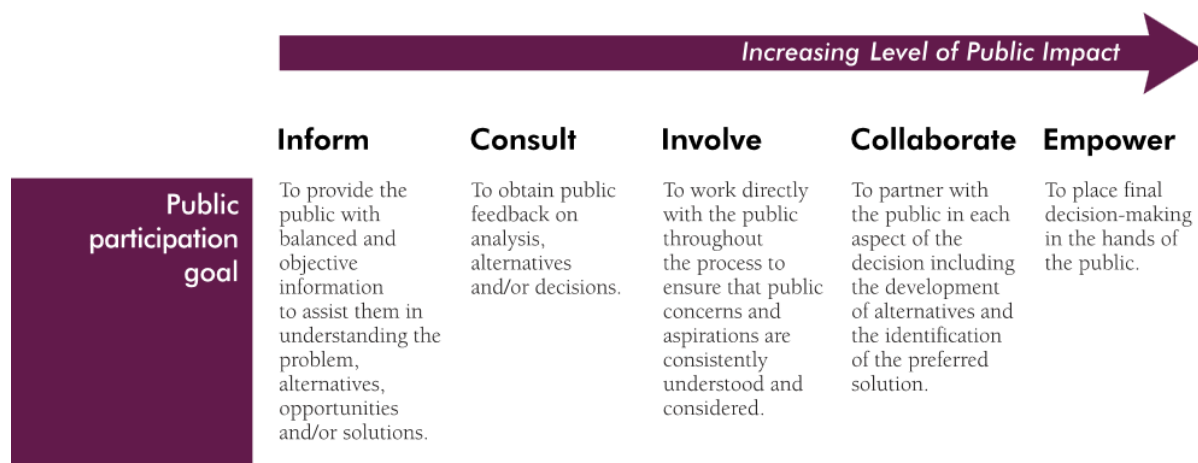 Increasing Level of Public Impact
Inform
Consult
Involve
Collaborate
Empower
Public
participation
goal
To provide the
public with
balanced and
objective
information
to assist them in
understanding the
problem,
alternatives,
opportunities
and/or solutions.
To obtain public
feedback on
analysis,
alternatives
and/or decisions.
To work directly
with the public
throughout
the process to
ensure that public
concerns and
aspirations are
consistently
understood and
considered.
To partner with
the public in each
aspect of the
decision including
the development
of alternatives and
the identification
of the preferred
solution.
To place final
decision-making
in the hands of
the public.